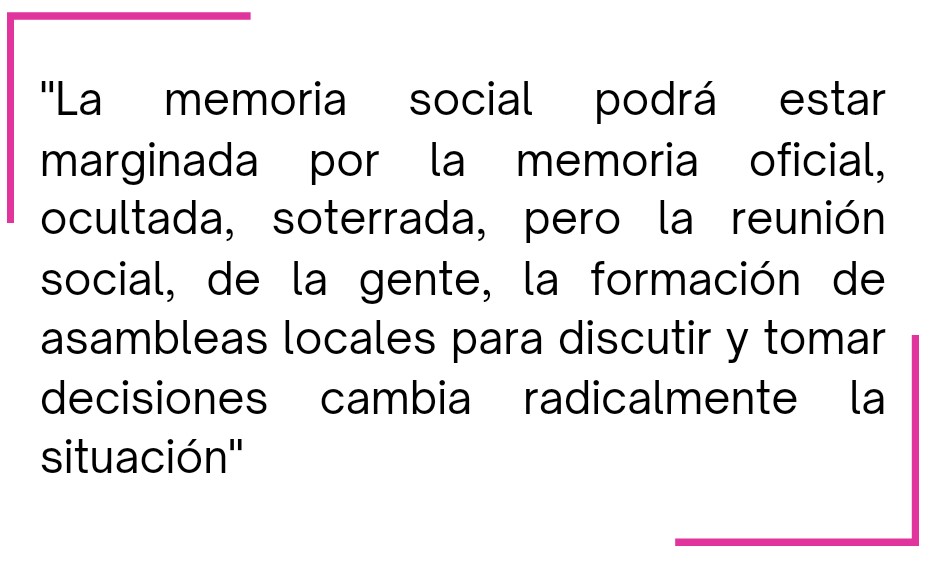 "La memoria social podrá estar
marginada por la memoria oficial,
ocultada, soterrada, pero la reunión
social, de la gente, la formación de
asambleas locales para discutir y tomar
decisiones cambia radicalmente la
situación"